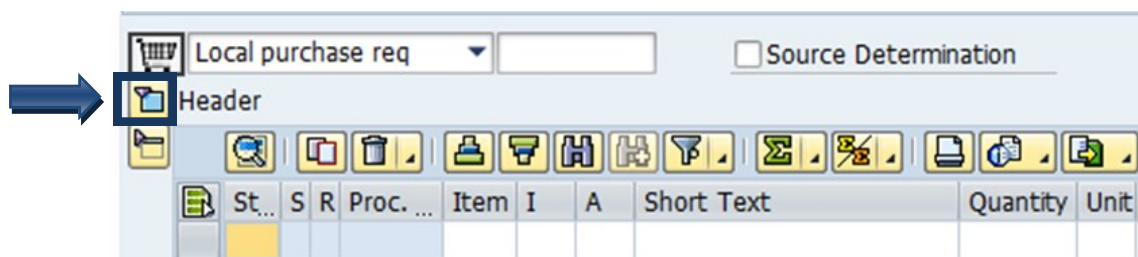 Local purchase req
Source Determination
Header
St... S R Proc. ... Item I A Short Text Quantity Unit